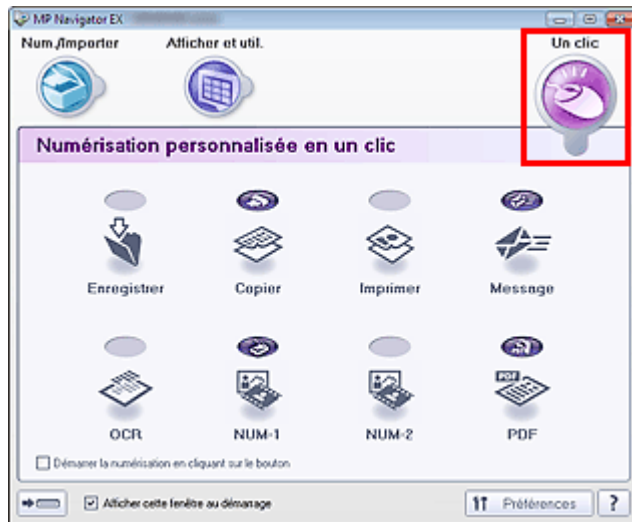 MP Navigator EX
Num./Importer
Afficher et util.
Un clic
Numérisation personnalisée en un clic
Enregistrer
Copier
Imprimer
Message
PDF
OCR
NUM-1
NUM-2
PDF
Démarrer la numérisation en cliquant sur le bouton
Afficher cette fenêtre au démarrage
Préférences
?